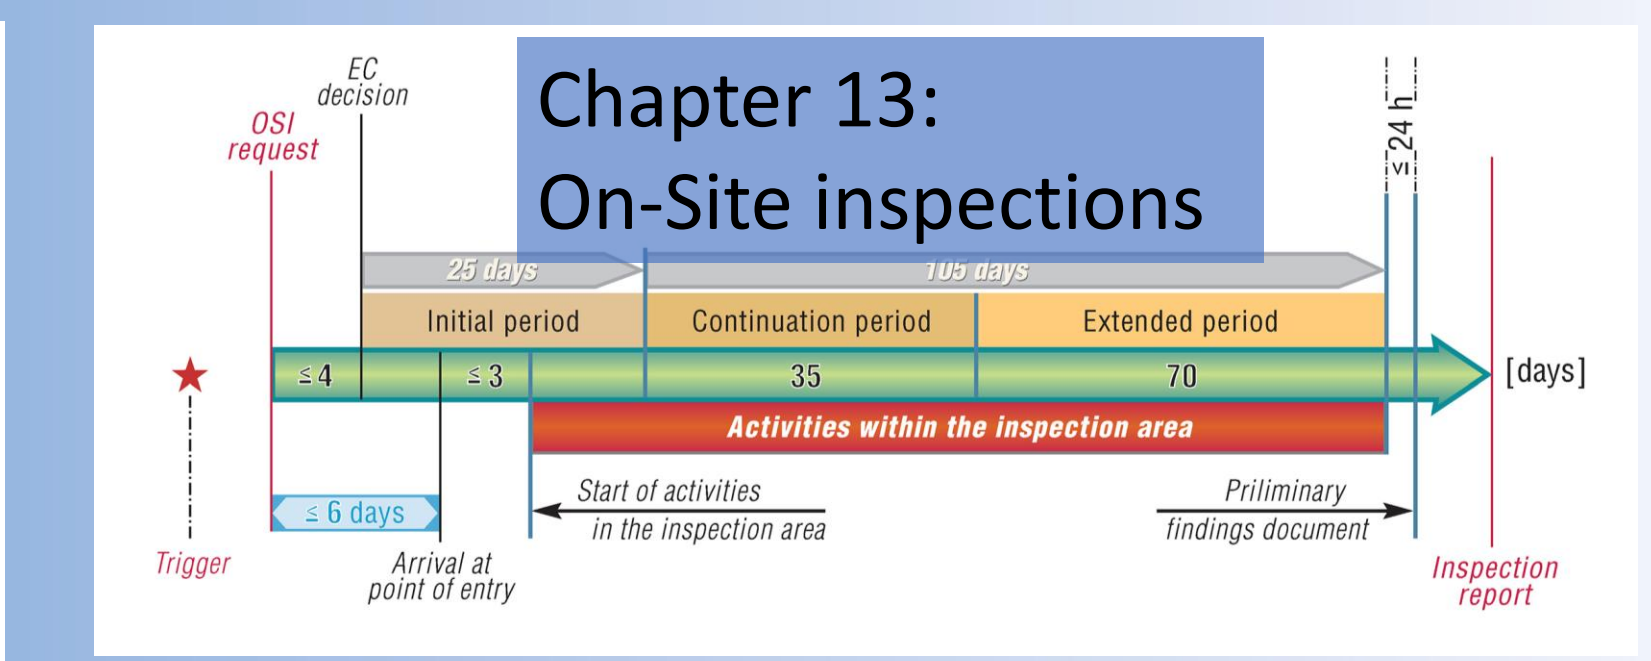 Chapter 13:
On-Site inspections
EC
decision
OSI
request
≤ 24 h
25 days
105 days
Initial period
Continuation period
Extended period
≤ 4
≤ 3
35
70
[days]
Activities within the inspection area
≤ 6 days
Start of activities
in the inspection area
Priliminary
findings document
Trigger
Arrival at
point of entry
Inspection
report